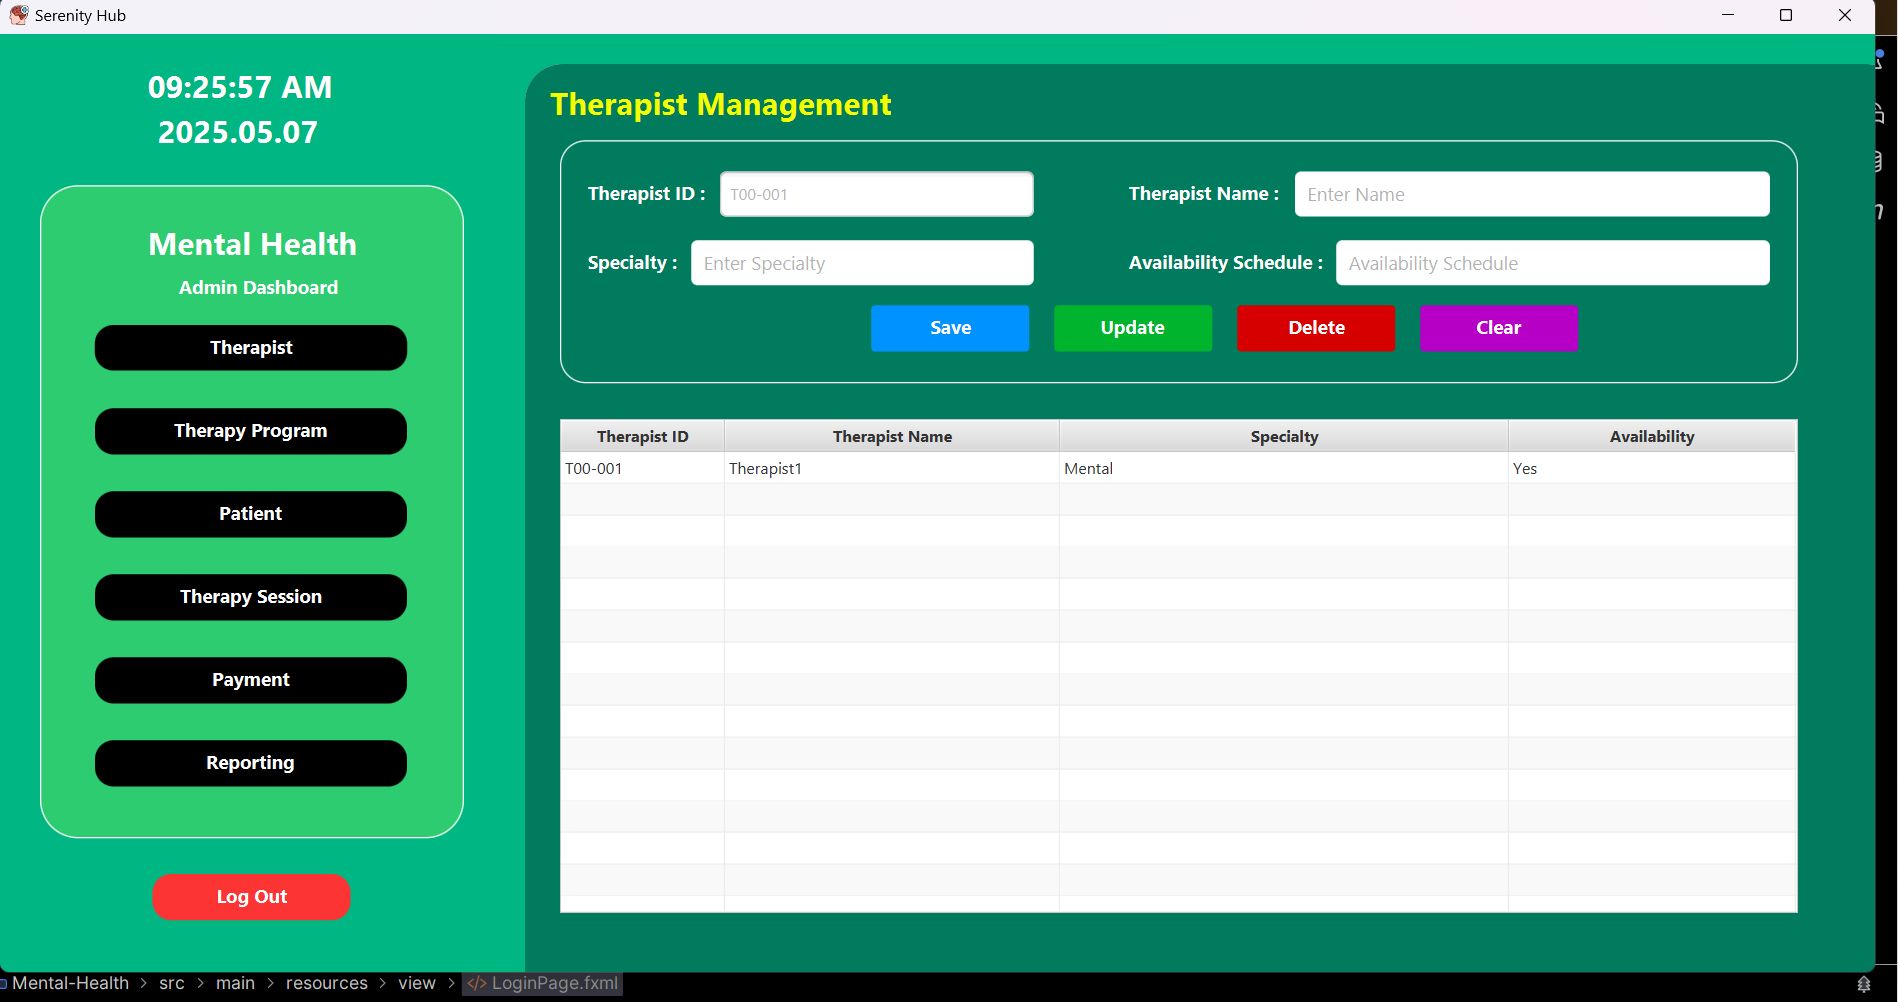 Serenity Hub
09:25:57 AM
2025.05.07
Mental Health
Admin Dashboard
Therapist
Therapy Program
Patient
Therapy Session
Payment
Reporting
Log Out
Therapist Management
Therapist ID : T00-001 Therapist Name : Enter Name
Specialty : Enter Specialty Availability Schedule : Availability Schedule
Save Update Delete Clear
Therapist ID Therapist Name Specialty Availability
T00-001 Therapist1 Mental Yes
Mental-Health > src > main > resources > view > </> LoginPage.fxml